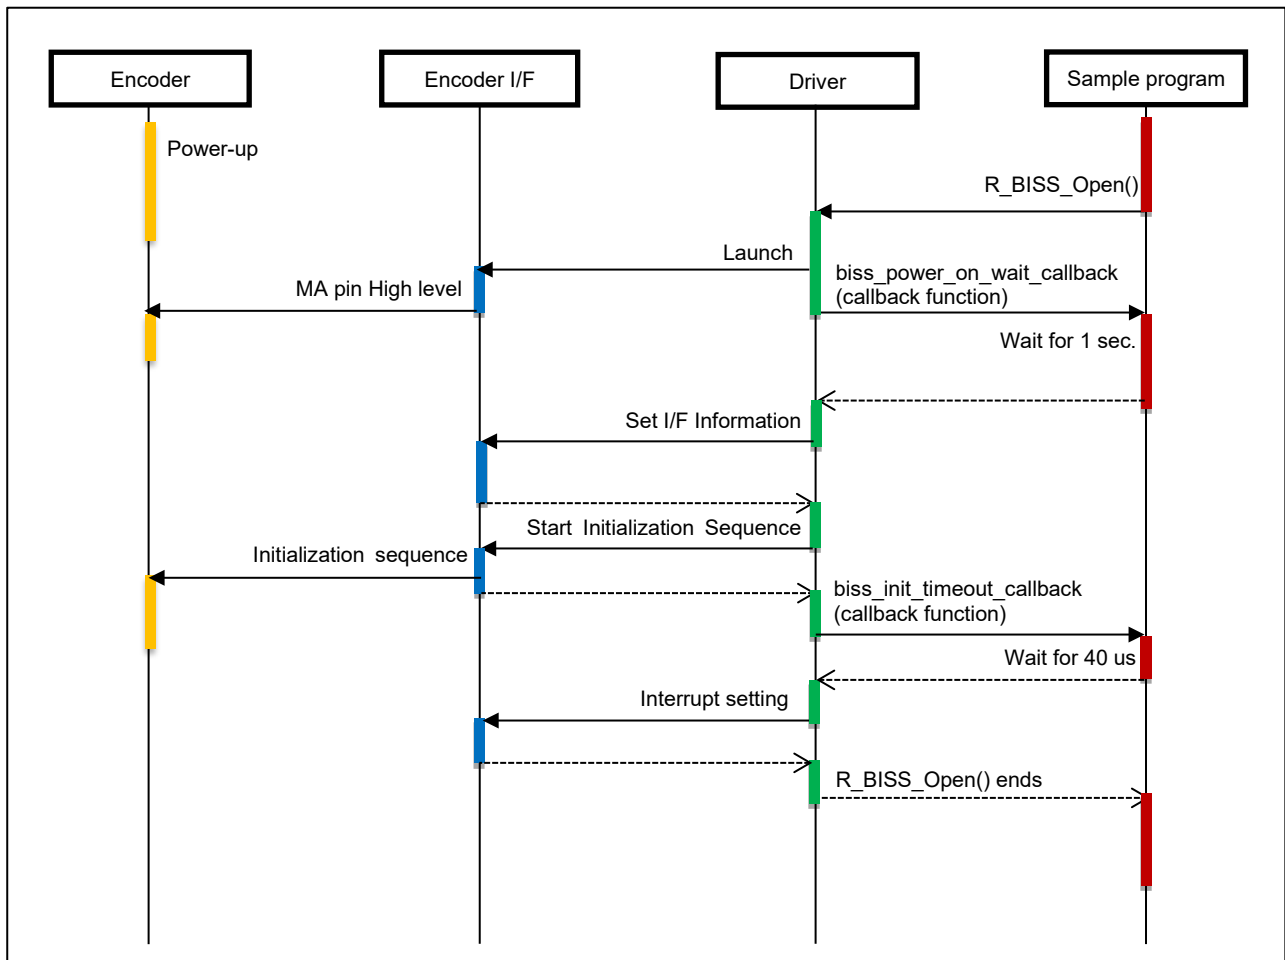 Encoder
Encoder I/F
Driver
Sample program
Power-up
R_BISS_Open()
Launch
biss_power_on_wait_callback
(callback function)
MA pin High level
Wait for 1 sec.
Set I/F Information
Start Initialization Sequence
Initialization sequence
biss_init_timeout_callback
(callback function)
Wait for 40 us
Interrupt setting
R_BISS_Open() ends